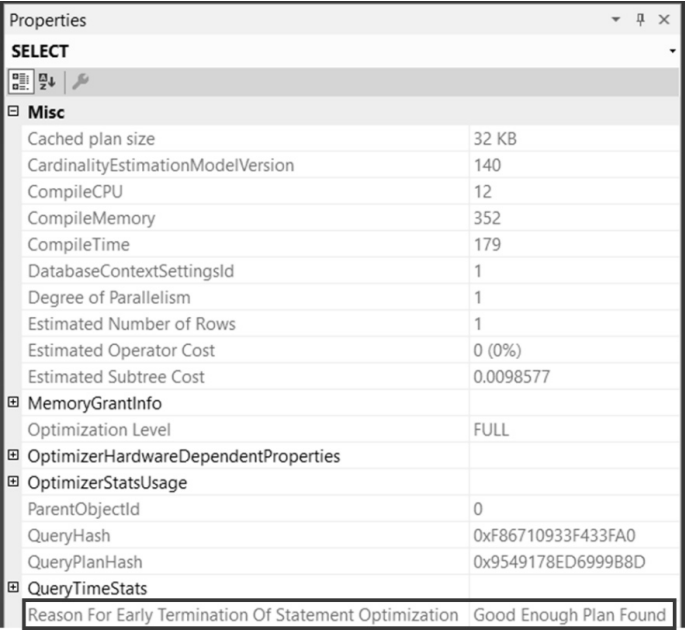 Properties
SELECT
Misc
Cached plan size 32 KB
CardinalityEstimationModelVersion 140
CompileCPU 12
CompileMemory 352
CompileTime 179
DatabaseContextSettingsId 1
Degree of Parallelism 1
Estimated Number of Rows 1
Estimated Operator Cost 0 (0%)
Estimated Subtree Cost 0.0098577
MemoryGrantInfo
Optimization Level FULL
OptimizerHardwareDependentProperties
OptimizerStatsUsage
ParentObjectId 0
QueryHash 0xF86710933F433FA0
QueryPlanHash 0x9549178ED6999B8D
QueryTimeStats
Reason For Early Termination Of Statement Optimization Good Enough Plan Found